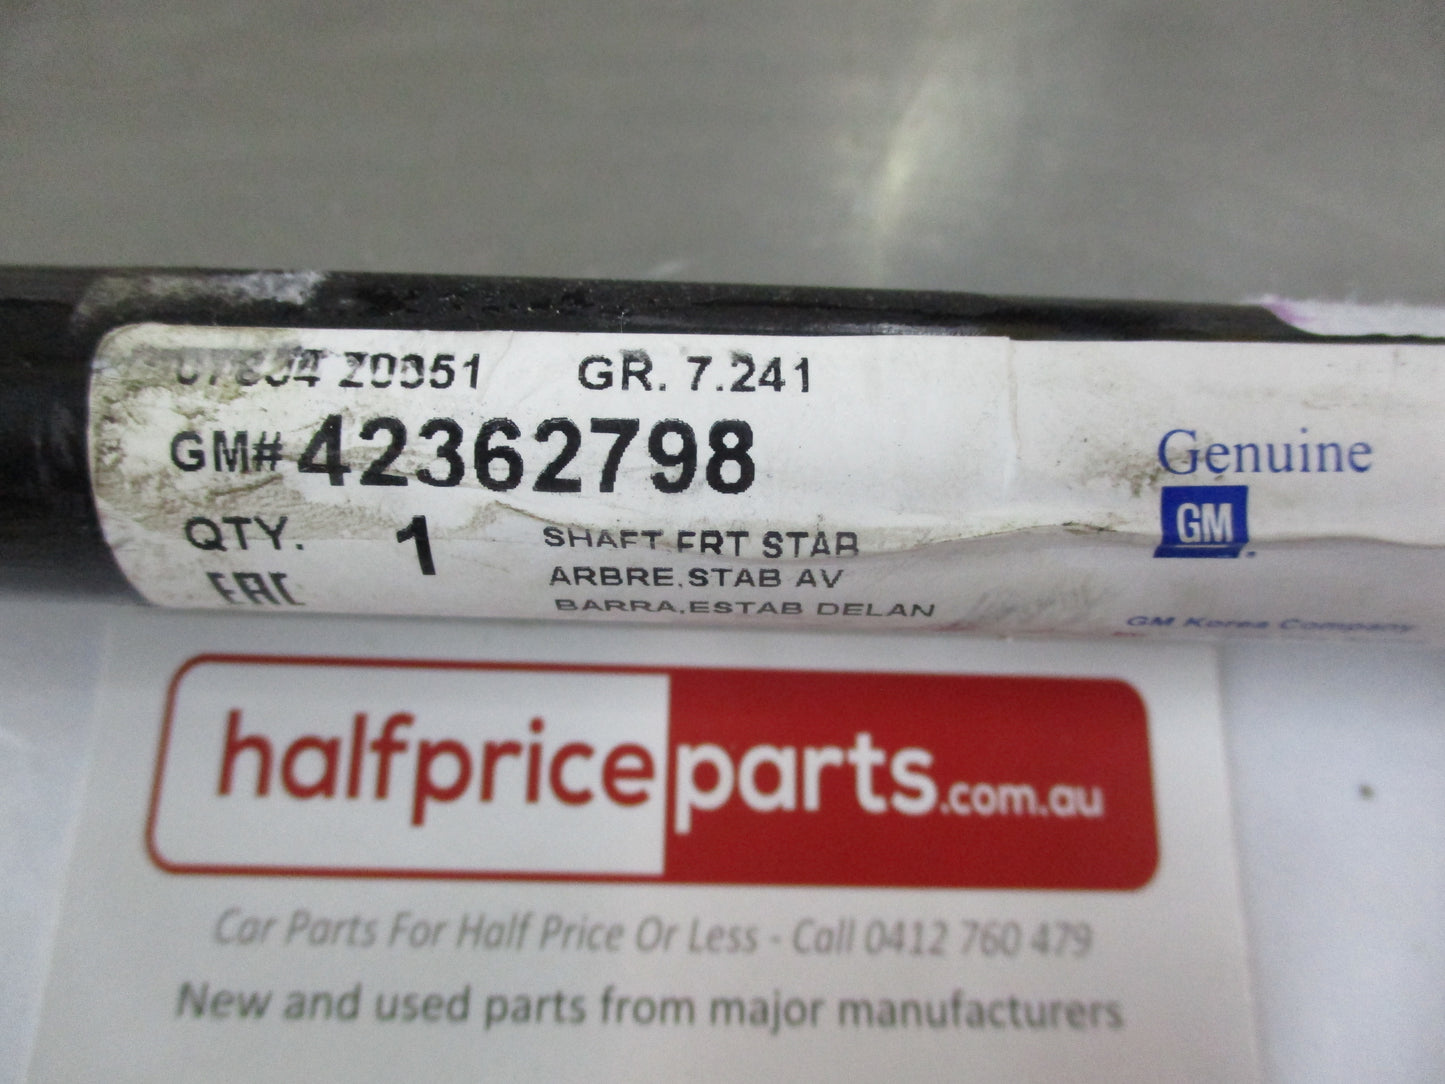 Z0351 GR. 7.241
GM# 42362798
QTY. 1
SHAFT FRT STAB
ARBRE,STAB AV
BARRA,ESTAB DELAN
EAC
Genuine
GM
GM Korea Company
halfpriceparts.com.au
Car Parts For Half Price Or Less - Call 0412 760 479
New and used parts from major manufacturers